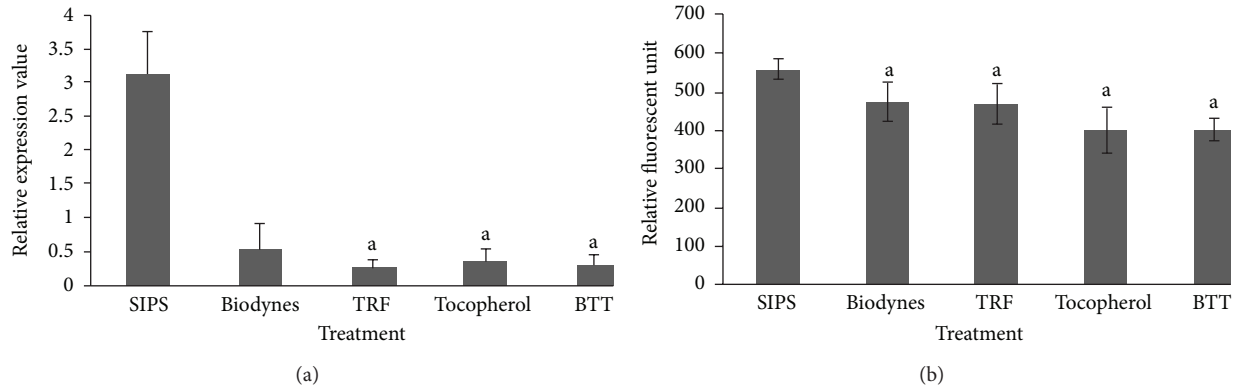 Relative expression value
4
3.5
3
2.5
2
1.5
1
0.5
0
a
a
a
SIPS Biodynes TRF Tocopherol BTT
Treatment
(a)
Relative fluorescent unit
700
600
500
400
300
200
100
0
a
a
a
a
SIPS Biodynes TRF Tocopherol BTT
Treatment
(b)